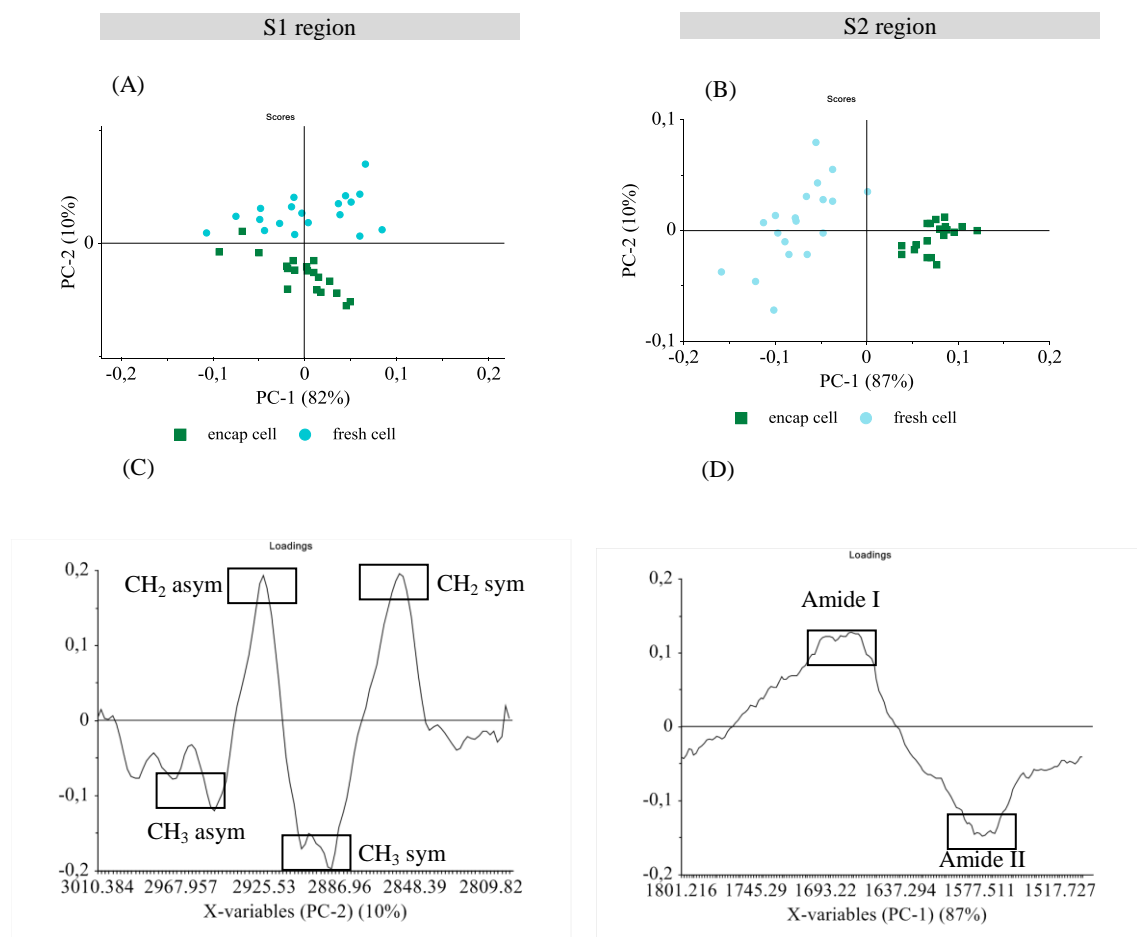 S1 region
S2 region
(A)
(B)
Scores
Scores
PC-2 (10%)
0
-0,2
-0,1
0
0,1
0,2
PC-1 (82%)
encap cell
fresh cell
0,1
0
-0,1
PC-2 (10%)
-0,2
-0,1
0
0,1
0,2
PC-1 (87%)
encap cell
fresh cell
(C)
(D)
Loadings
0,2
0,1
0
-0,1
-0,2
CH2 asym
CH2 sym
CH3 asym
CH3 sym
3010.384
2967.957
2925.53
2886.96
2848.39
2809.82
X-variables (PC-2) (10%)
Loadings
0,2
0,1
0
-0,1
-0,2
Amide I
Amide II
1801.216
1745.29
1693.22
1637.294
1577.511
1517.727
X-variables (PC-1) (87%)